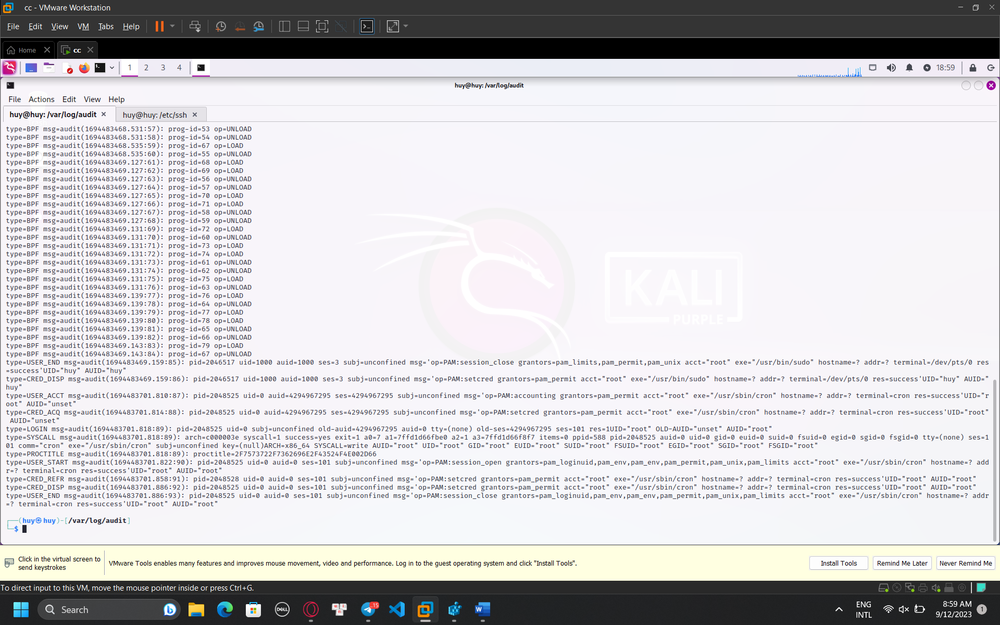 cc - VMware Workstation
File Edit View VM Tabs Help
Home cc
1 2 3 4 18:59
huy@huy: /var/log/audit
File Actions Edit View Help
huy@huy: /var/log/audit huy@huy: /etc/ssh
type=BPF msg=audit(1694483468.531:57): prog-id=53 op=UNLOAD
type=BPF msg=audit(1694483468.531:58): prog-id=54 op=UNLOAD
type=BPF msg=audit(1694483468.535:59): prog-id=67 op=LOAD
type=BPF msg=audit(1694483468.535:60): prog-id=55 op=UNLOAD
type=BPF msg=audit(1694483469.127:61): prog-id=68 op=LOAD
type=BPF msg=audit(1694483469.127:62): prog-id=69 op=LOAD
type=BPF msg=audit(1694483469.127:63): prog-id=56 op=UNLOAD
type=BPF msg=audit(1694483469.127:64): prog-id=57 op=UNLOAD
type=BPF msg=audit(1694483469.127:65): prog-id=70 op=LOAD
type=BPF msg=audit(1694483469.127:66): prog-id=71 op=LOAD
type=BPF msg=audit(1694483469.127:67): prog-id=58 op=UNLOAD
type=BPF msg=audit(1694483469.127:68): prog-id=59 op=UNLOAD
type=BPF msg=audit(1694483469.131:69): prog-id=72 op=LOAD
type=BPF msg=audit(1694483469.131:70): prog-id=60 op=UNLOAD
type=BPF msg=audit(1694483469.131:71): prog-id=73 op=LOAD
type=BPF msg=audit(1694483469.131:72): prog-id=74 op=LOAD
type=BPF msg=audit(1694483469.131:73): prog-id=61 op=UNLOAD
type=BPF msg=audit(1694483469.131:74): prog-id=62 op=UNLOAD
type=BPF msg=audit(1694483469.131:75): prog-id=75 op=LOAD
type=BPF msg=audit(1694483469.131:76): prog-id=63 op=UNLOAD
type=BPF msg=audit(1694483469.139:77): prog-id=76 op=LOAD
type=BPF msg=audit(1694483469.139:78): prog-id=64 op=UNLOAD
type=BPF msg=audit(1694483469.139:79): prog-id=77 op=LOAD
type=BPF msg=audit(1694483469.139:80): prog-id=78 op=LOAD
type=BPF msg=audit(1694483469.139:81): prog-id=65 op=UNLOAD
type=BPF msg=audit(1694483469.139:82): prog-id=66 op=UNLOAD
type=BPF msg=audit(1694483469.143:83): prog-id=79 op=LOAD
type=BPF msg=audit(1694483469.143:84): prog-id=67 op=UNLOAD
KALI
PURPLE
type=USER_END msg=audit(1694483469.159:85): pid=2046517 uid=1000 auid=1000 ses=3 subj=unconfined msg='op=PAM:session_close grantors=pam_limits,pam_permit,pam_unix acct="root" exe="/usr/bin/sudo" hostname=? addr=? terminal=/dev/pts/0 res
=success'UID="huy" AUID="huy"
type=CRED_DISP msg=audit(1694483469.159:86): pid=2046517 uid=1000 auid=1000 ses=3 subj=unconfined msg='op=PAM:setcred grantors=pam_permit acct="root" exe="/usr/bin/sudo" hostname=? addr=? terminal=/dev/pts/0 res=success'UID="huy" AUID="
huy"
type=USER_ACCT msg=audit(1694483701.810:87): pid=2048525 uid=0 auid=4294967295 ses=4294967295 subj=unconfined msg='op=PAM:accounting grantors=pam_permit acct="root" exe="/usr/sbin/cron" hostname=? addr=? terminal=cron res=success'UID="r
oot" AUID="unset"
type=CRED_ACQ msg=audit(1694483701.814:88): pid=2048525 uid=0 auid=4294967295 ses=4294967295 subj=unconfined msg='op=PAM:setcred grantors=pam_permit acct="root" exe="/usr/sbin/cron" hostname=? addr=? terminal=cron res=success'UID="root"
AUID="unset"
type=LOGIN msg=audit(1694483701.818:89): pid=2048525 uid=0 subj=unconfined old-auid=4294967295 auid=0 tty=(none) old-ses=4294967295 ses=101 res=1UID="root" OLD-AUID="unset" AUID="root"
type=SYSCALL msg=audit(1694483701.818:89): arch=c000003e syscall=1 success=yes exit=1 a0=7 a1=7ffd1d66fbe0 a2=1 a3=7ffd1d66f8f7 items=0 ppid=588 pid=2048525 auid=0 uid=0 gid=0 euid=0 suid=0 fsuid=0 egid=0 sgid=0 fsgid=0 tty=(none) ses=1
01 comm="cron" exe="/usr/sbin/cron" subj=unconfined key=(null)ARCH=x86_64 SYSCALL=write AUID="root" UID="root" GID="root" EUID="root" SUID="root" FSUID="root" EGID="root" SGID="root" FSGID="root"
type=PROCTITLE msg=audit(1694483701.818:89): proctitle=2F7573722F7362696E2F43524F4E002D66
type=USER_START msg=audit(1694483701.822:90): pid=2048525 uid=0 auid=0 ses=101 subj=unconfined msg='op=PAM:session_open grantors=pam_loginuid,pam_env,pam_env,pam_permit,pam_unix,pam_limits acct="root" exe="/usr/sbin/cron" hostname=? add
r=? terminal=cron res=success'UID="root" AUID="root"
type=CRED_REFR msg=audit(1694483701.858:91): pid=2048528 uid=0 auid=0 ses=101 subj=unconfined msg='op=PAM:setcred grantors=pam_permit acct="root" exe="/usr/sbin/cron" hostname=? addr=? terminal=cron res=success'UID="root" AUID="root"
type=CRED_DISP msg=audit(1694483701.886:92): pid=2048525 uid=0 auid=0 ses=101 subj=unconfined msg='op=PAM:setcred grantors=pam_permit acct="root" exe="/usr/sbin/cron" hostname=? addr=? terminal=cron res=success'UID="root" AUID="root"
type=USER_END msg=audit(1694483701.886:93): pid=2048525 uid=0 auid=0 ses=101 subj=unconfined msg='op=PAM:session_close grantors=pam_loginuid,pam_env,pam_env,pam_permit,pam_unix,pam_limits acct="root" exe="/usr/sbin/cron" hostname=? addr
=? terminal=cron res=success'UID="root" AUID="root"
┌──(huy㉿huy)-[/var/log/audit]
└─$
Click in the virtual screen to
send keystrokes
VMware Tools enables many features and improves mouse movement, video and performance. Log in to the guest operating system and click "Install Tools".
Install Tools Remind Me Later Never Remind Me
To direct input to this VM, move the mouse pointer inside or press Ctrl+G.
Search DELL 15 ENG
INTL
8:59 AM
9/12/2023
1